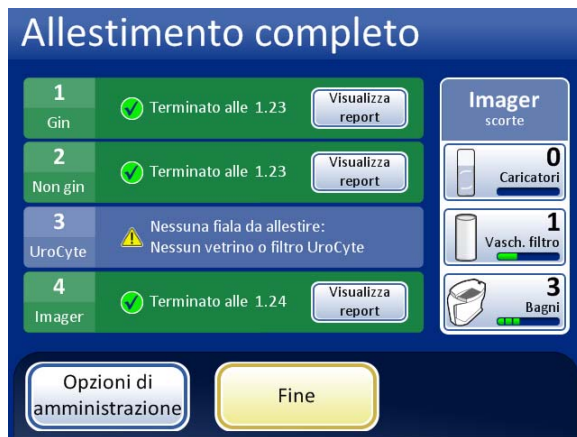 Allestimento completo
1
Gin
Terminato alle 1.23
Visualizza
report
2
Non gin
Terminato alle 1.23
Visualizza
report
3
UroCyte
Nessuna fiala da allestire:
Nessun vetrino o filtro UroCyte
4
Imager
Terminato alle 1.24
Visualizza
report
Imager
scorte
0
Caricatori
1
Vasch. filtro
3
Bagni
Opzioni di
amministrazione
Fine